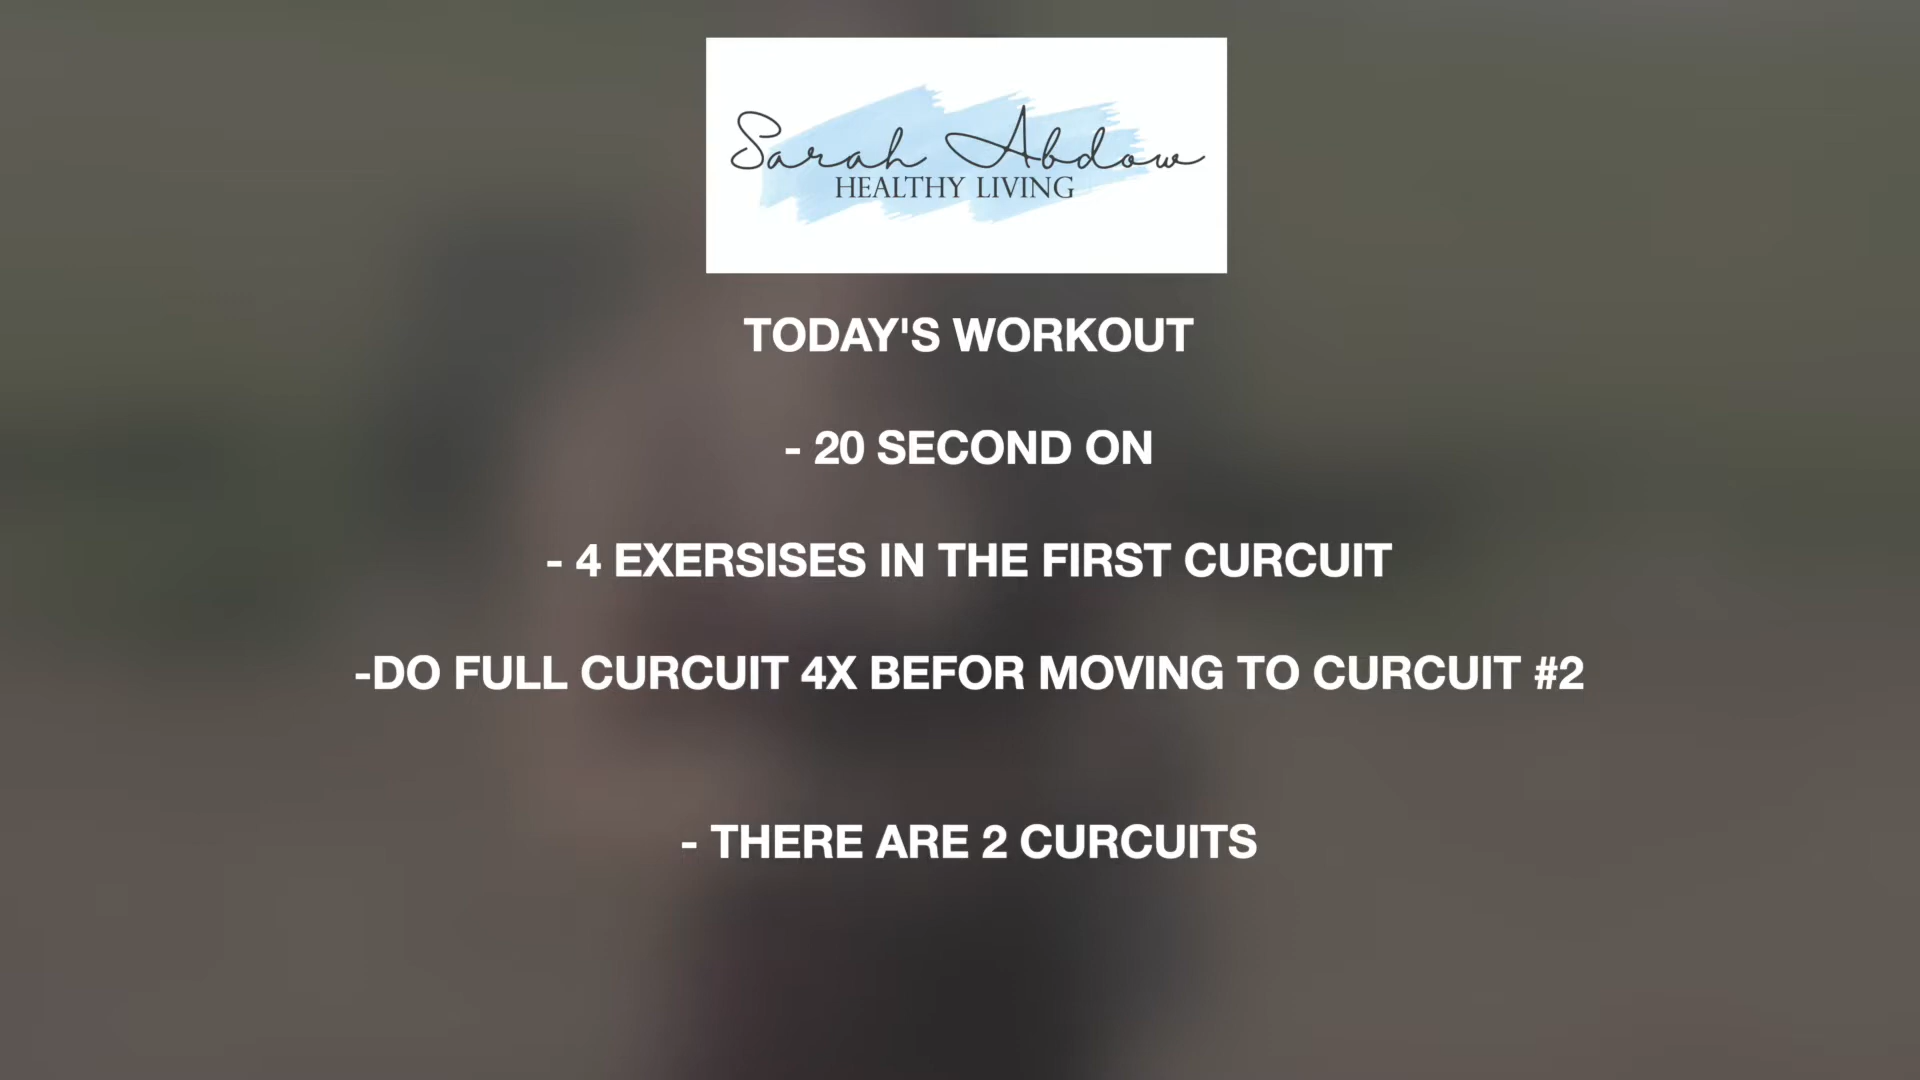 Sarah Abdow
HEALTHY LIVING
TODAY'S WORKOUT
- 20 SECOND ON
- 4 EXERSISES IN THE FIRST CURCUIT
-DO FULL CURCUIT 4X BEFOR MOVING TO CURCUIT #2
- THERE ARE 2 CURCUITS